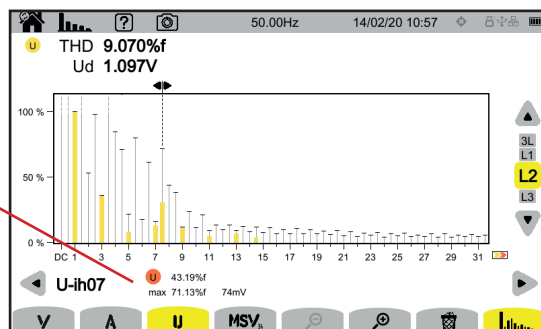 50.00Hz 14/02/20 10:57
U THD 9.070%f
Ud 1.097V
100 %
50 %
0 %
DC 1 3 5 7 9 11 13 15 17 19 21 23 25 27 29 31
3L
L1
L2
L3
U-ih07 U 43.19%f
max 71.13%f 74mV
V A U MSV